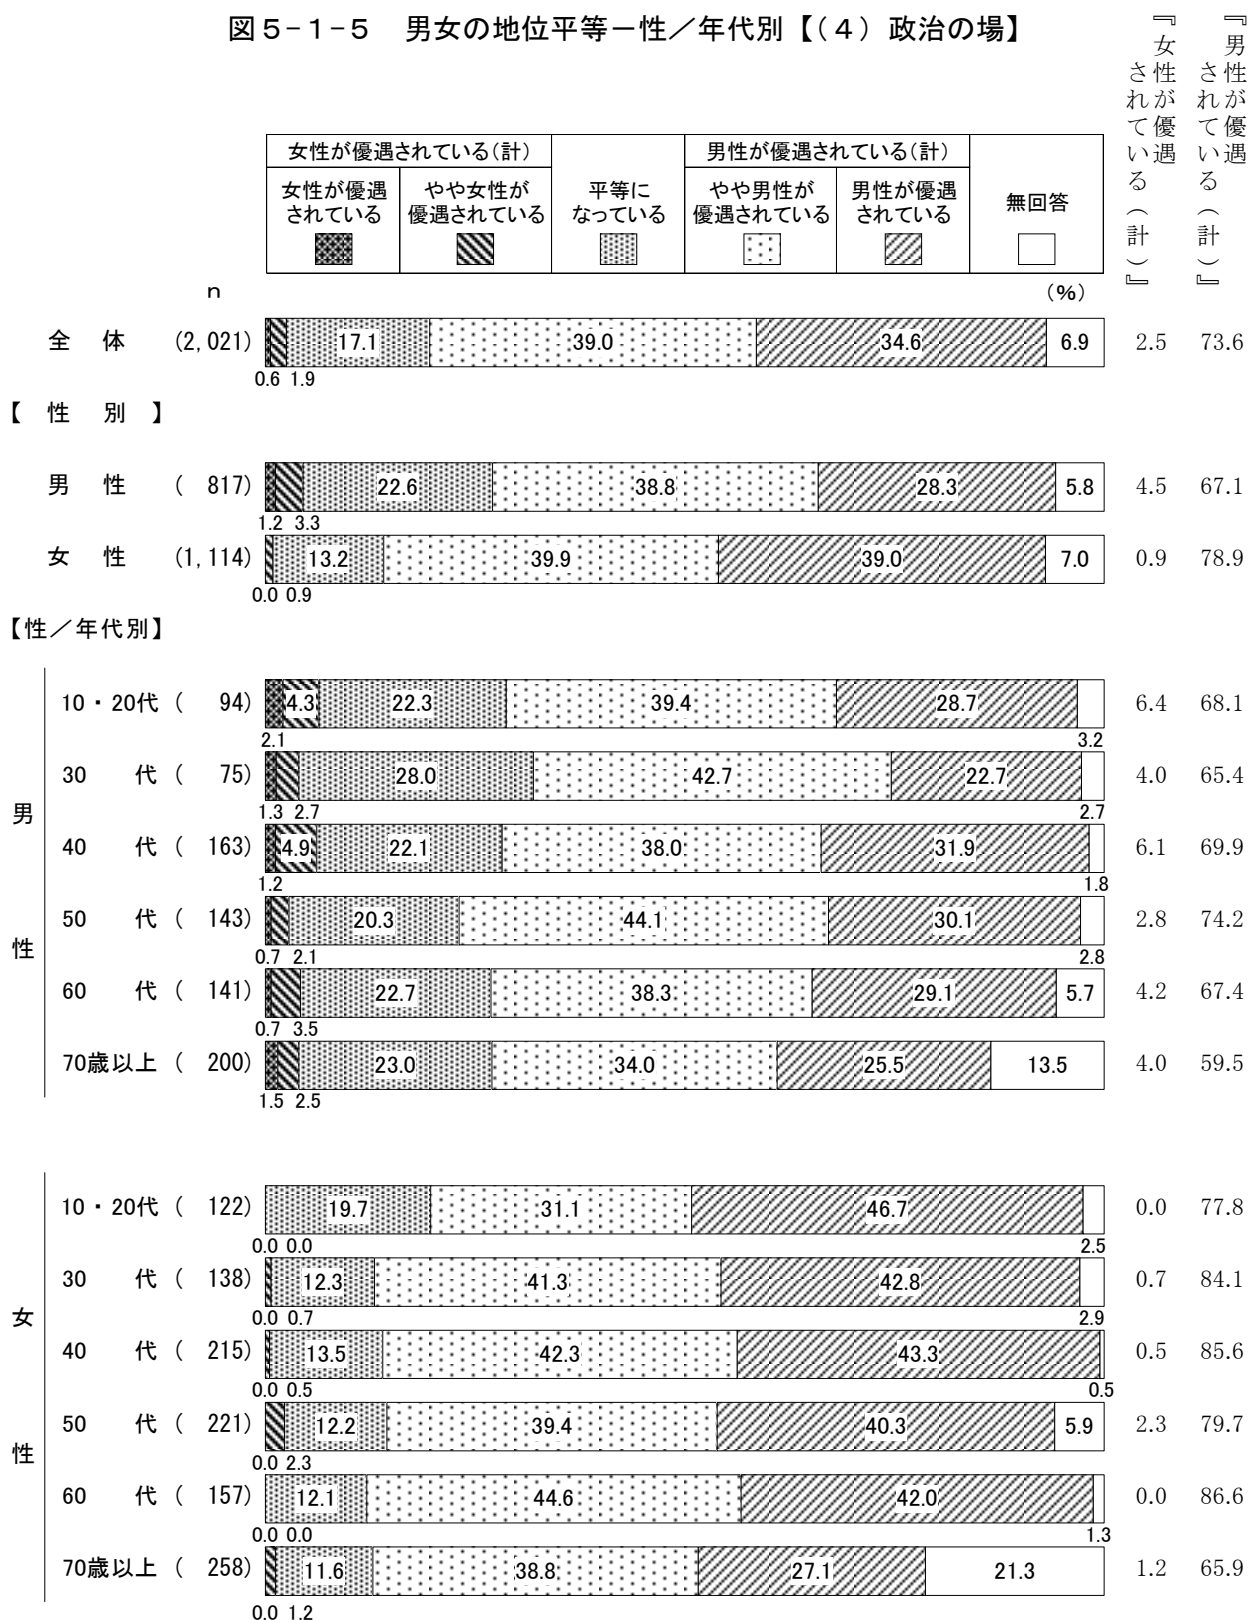 図5-1-5 男女の地位平等－性／年代別【(4) 政治の場】
『女性が優遇されている(計)』
『男性が優遇されている(計)』
女性が優遇されている(計)
男性が優遇されている(計)
女性が優遇されている
やや女性が優遇されている
平等になっている
やや男性が優遇されている
男性が優遇されている
無回答
n (%)
全 体 (2,021) 17.1 39.0 34.6 6.9 2.5 73.6
0.6 1.9
【 性 別 】
男 性 ( 817) 22.6 38.8 28.3 5.8 4.5 67.1
1.2 3.3
女 性 (1,114) 13.2 39.9 39.0 7.0 0.9 78.9
0.0 0.9
【性／年代別】
男性
10・20代 ( 94) 4.3 22.3 39.4 28.7 6.4 68.1
2.1 3.2
30 代 ( 75) 28.0 42.7 22.7 4.0 65.4
1.3 2.7 2.7
40 代 ( 163) 4.9 22.1 38.0 31.9 6.1 69.9
1.2 1.8
50 代 ( 143) 20.3 44.1 30.1 2.8 74.2
0.7 2.1 2.8
60 代 ( 141) 22.7 38.3 29.1 5.7 4.2 67.4
0.7 3.5
70歳以上 ( 200) 23.0 34.0 25.5 13.5 4.0 59.5
1.5 2.5
女性
10・20代 ( 122) 19.7 31.1 46.7 0.0 77.8
0.0 0.0 2.5
30 代 ( 138) 12.3 41.3 42.8 0.7 84.1
0.0 0.7 2.9
40 代 ( 215) 13.5 42.3 43.3 0.5 85.6
0.0 0.5 0.5
50 代 ( 221) 12.2 39.4 40.3 5.9 2.3 79.7
0.0 2.3
60 代 ( 157) 12.1 44.6 42.0 0.0 86.6
0.0 0.0 1.3
70歳以上 ( 258) 11.6 38.8 27.1 21.3 1.2 65.9
0.0 1.2